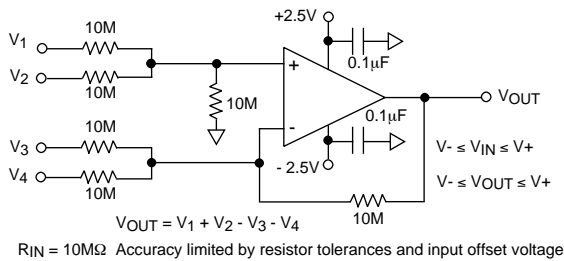 +2.5V
10M
V1
0.1μF
10M
V2
+
10M
VOUT
10M
0.1μF
-
V3
V- ≤ VIN ≤ V+
V4
- 2.5V
10M
V- ≤ VOUT ≤ V+
10M
VOUT = V1 + V2 - V3 - V4
RIN = 10MΩ Accuracy limited by resistor tolerances and input offset voltage